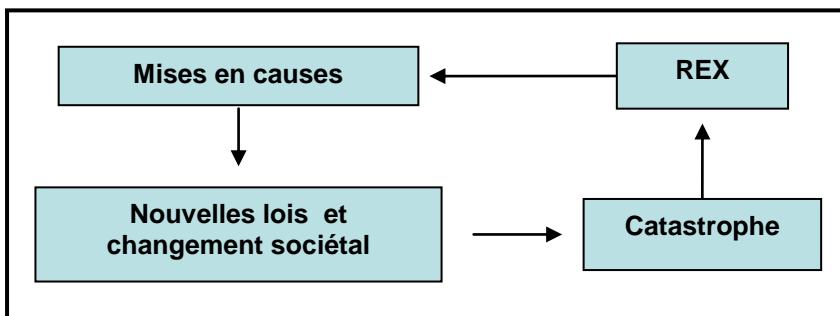 Mises en causes
REX
Nouvelles lois et
changement sociétal
Catastrophe